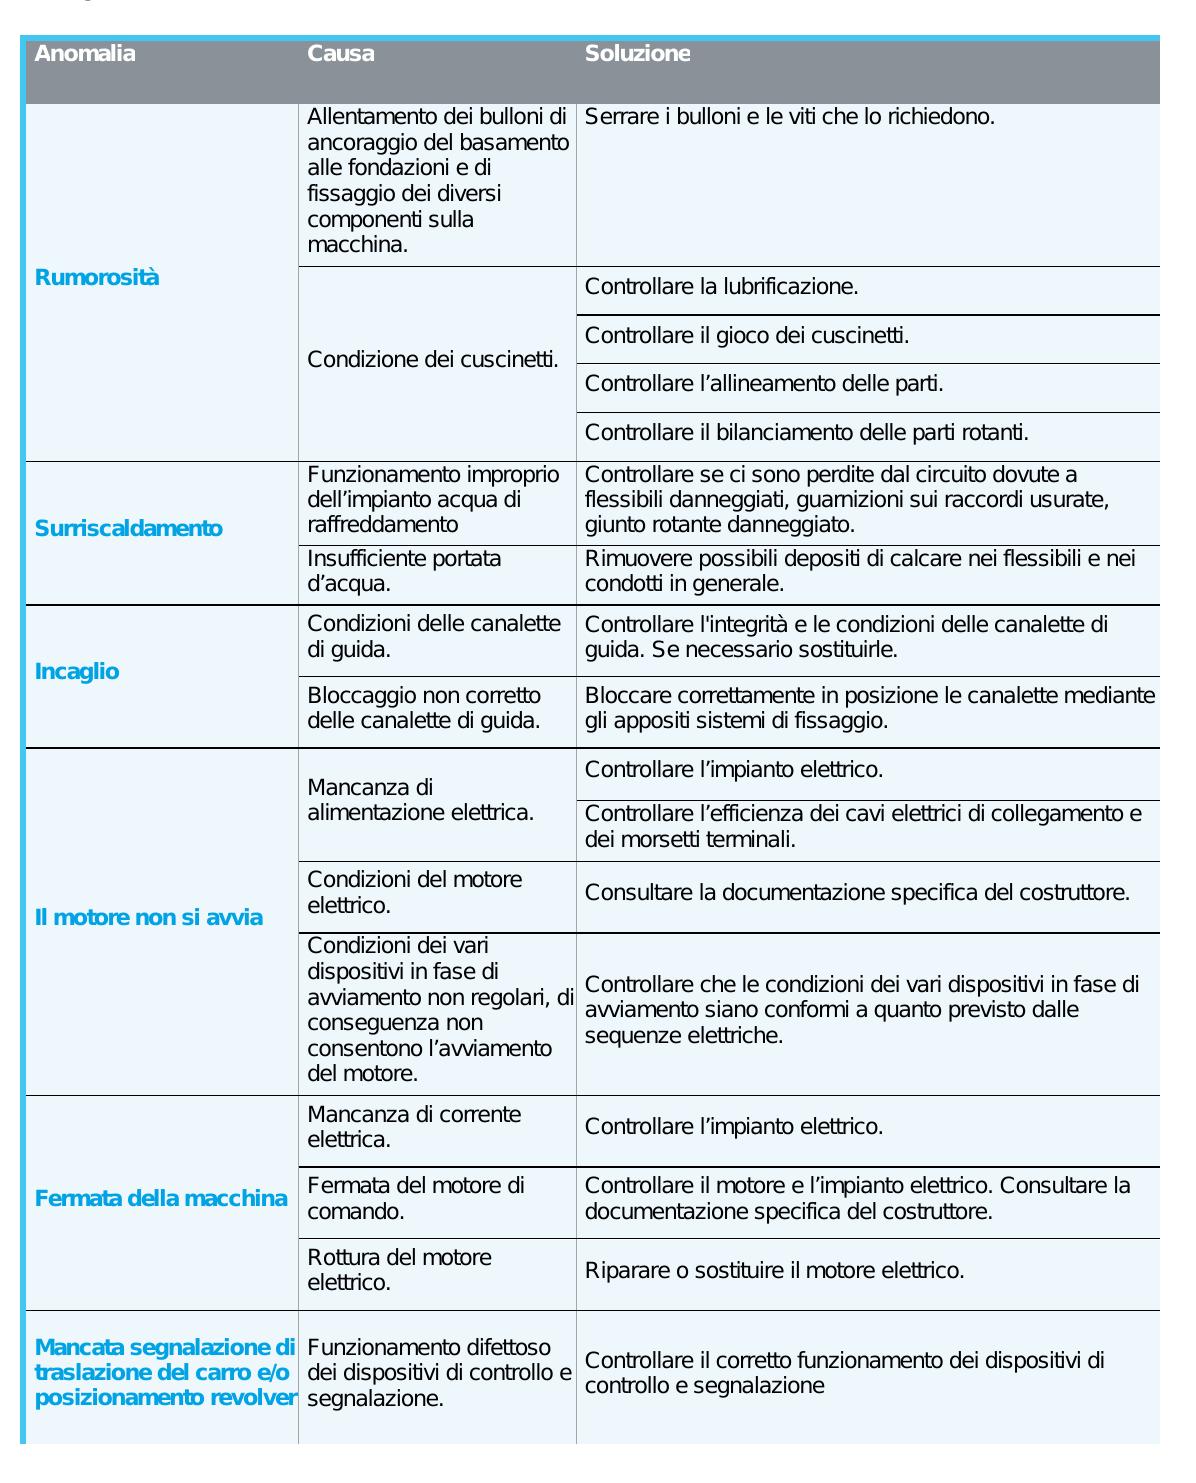 Anomalia Causa Soluzione
Rumorosità
Allentamento dei bulloni di
ancoraggio del basamento
alle fondazioni e di
fissaggio dei diversi
componenti sulla
macchina.
Serrare i bulloni e le viti che lo richiedono.
Condizione dei cuscinetti.
Controllare la lubrificazione.
Controllare il gioco dei cuscinetti.
Controllare l’allineamento delle parti.
Controllare il bilanciamento delle parti rotanti.
Surriscaldamento
Funzionamento improprio
dell’impianto acqua di
raffreddamento
Controllare se ci sono perdite dal circuito dovute a
flessibili danneggiati, guarnizioni sui raccordi usurate,
giunto rotante danneggiato.
Insufficiente portata
d’acqua.
Rimuovere possibili depositi di calcare nei flessibili e nei
condotti in generale.
Incaglio
Condizioni delle canalette
di guida.
Controllare l'integrità e le condizioni delle canalette di
guida. Se necessario sostituirle.
Bloccaggio non corretto
delle canalette di guida.
Bloccare correttamente in posizione le canalette mediante
gli appositi sistemi di fissaggio.
Il motore non si avvia
Mancanza di
alimentazione elettrica.
Controllare l’impianto elettrico.
Controllare l’efficienza dei cavi elettrici di collegamento e
dei morsetti terminali.
Condizioni del motore
elettrico.
Consultare la documentazione specifica del costruttore.
Condizioni dei vari
dispositivi in fase di
avviamento non regolari, di
conseguenza non
consentono l’avviamento
del motore.
Controllare che le condizioni dei vari dispositivi in fase di
avviamento siano conformi a quanto previsto dalle
sequenze elettriche.
Fermata della macchina
Mancanza di corrente
elettrica.
Controllare l’impianto elettrico.
Fermata del motore di
comando.
Controllare il motore e l’impianto elettrico. Consultare la
documentazione specifica del costruttore.
Rottura del motore
elettrico.
Riparare o sostituire il motore elettrico.
Mancata segnalazione di
traslazione del carro e/o
posizionamento revolver
Funzionamento difettoso
dei dispositivi di controllo e
segnalazione.
Controllare il corretto funzionamento dei dispositivi di
controllo e segnalazione